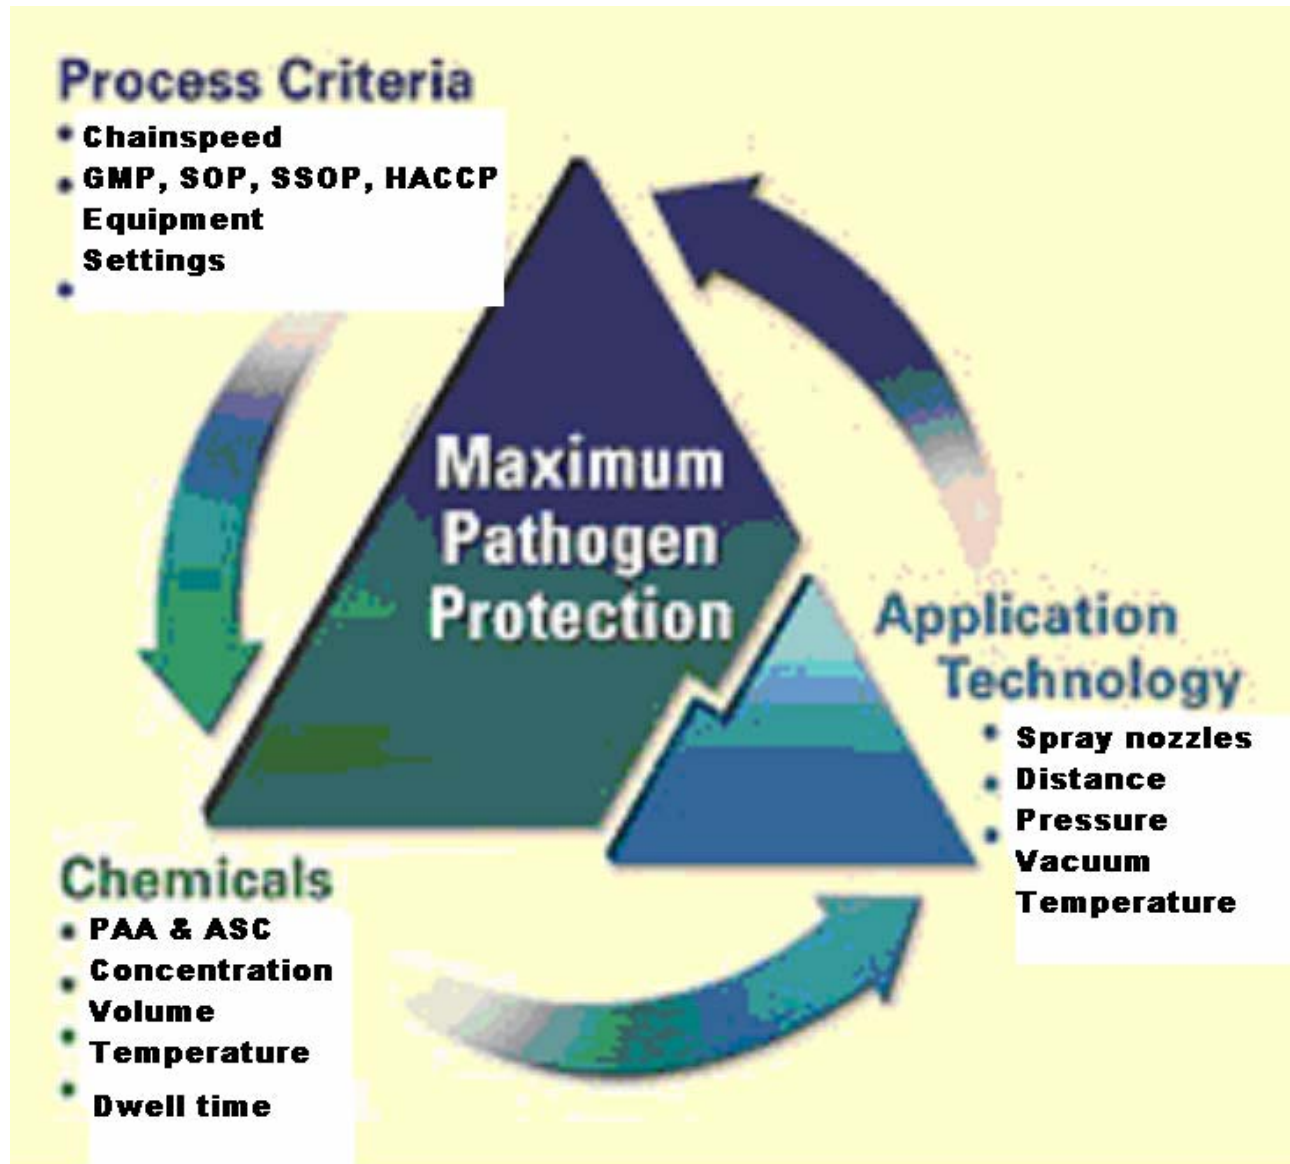 Process Criteria
• Chainspeed
• GMP, SOP, SSOP, HACCP
Equipment
Settings
•
Maximum
Pathogen
Protection
Application
Technology
• Spray nozzles
• Distance
• Pressure
Vacuum
Temperature
Chemicals
• PAA & ASC
• Concentration
Volume
• Temperature
• Dwell time